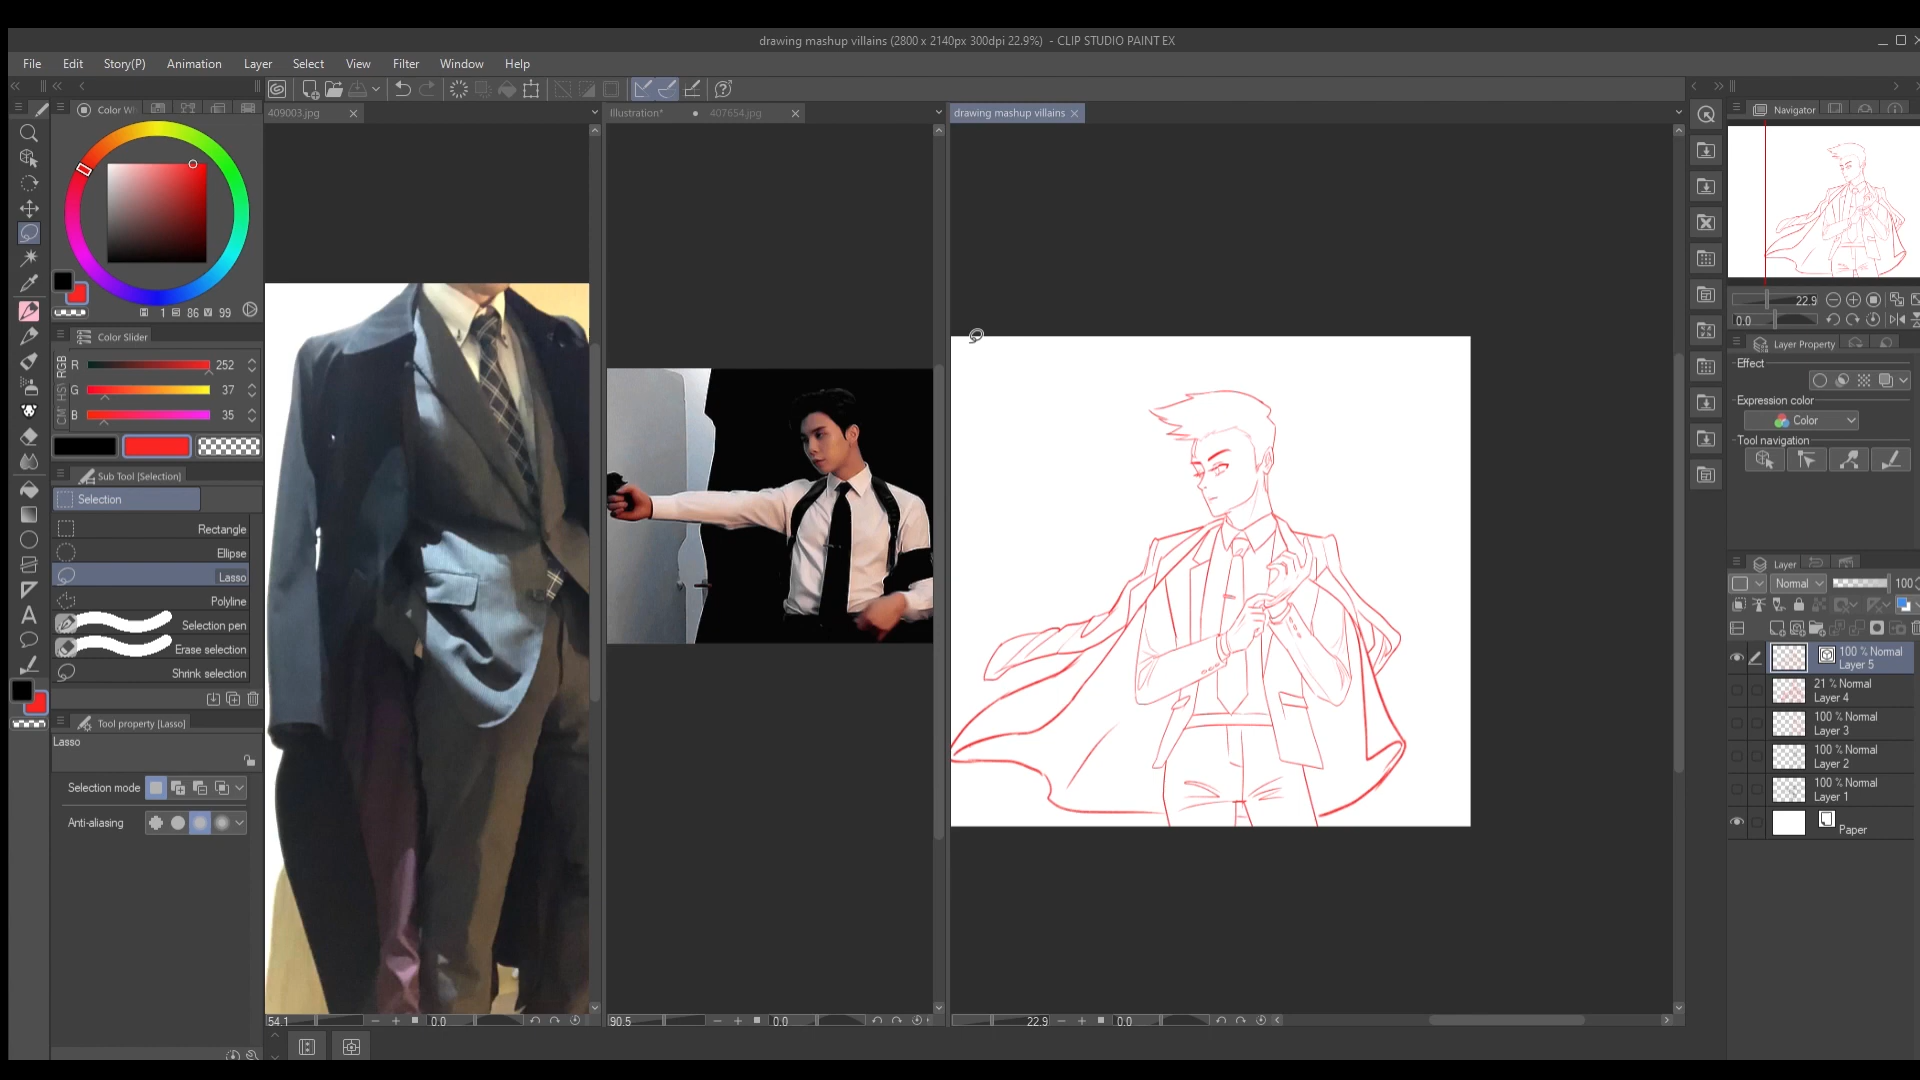 drawing mashup villains (2800 x 2140px 300dpi 22.9%) - CLIP STUDIO PAINT EX
File Edit Story(P) Animation Layer Select View Filter Window Help
Color W
409003.jpg
Illustration* 407654.jpg
drawing mashup villains
Navigator
1 86 99
22.9
0.0
Color Slider
RGB
R 252
G 37
B 35
Layer Property
Effect
Expression color
Color
Tool navigation
Sub Tool [Selection]
Selection
Rectangle
Ellipse
Lasso
Polyline
Selection pen
Erase selection
Shrink selection
Tool property [Lasso]
Lasso
Selection mode
Anti-aliasing
Layer
Normal 100
100 % Normal
Layer 5
21 % Normal
Layer 4
100 % Normal
Layer 3
100 % Normal
Layer 2
100 % Normal
Layer 1
Paper
54.1 0.0
90.5 0.0
22.9 0.0